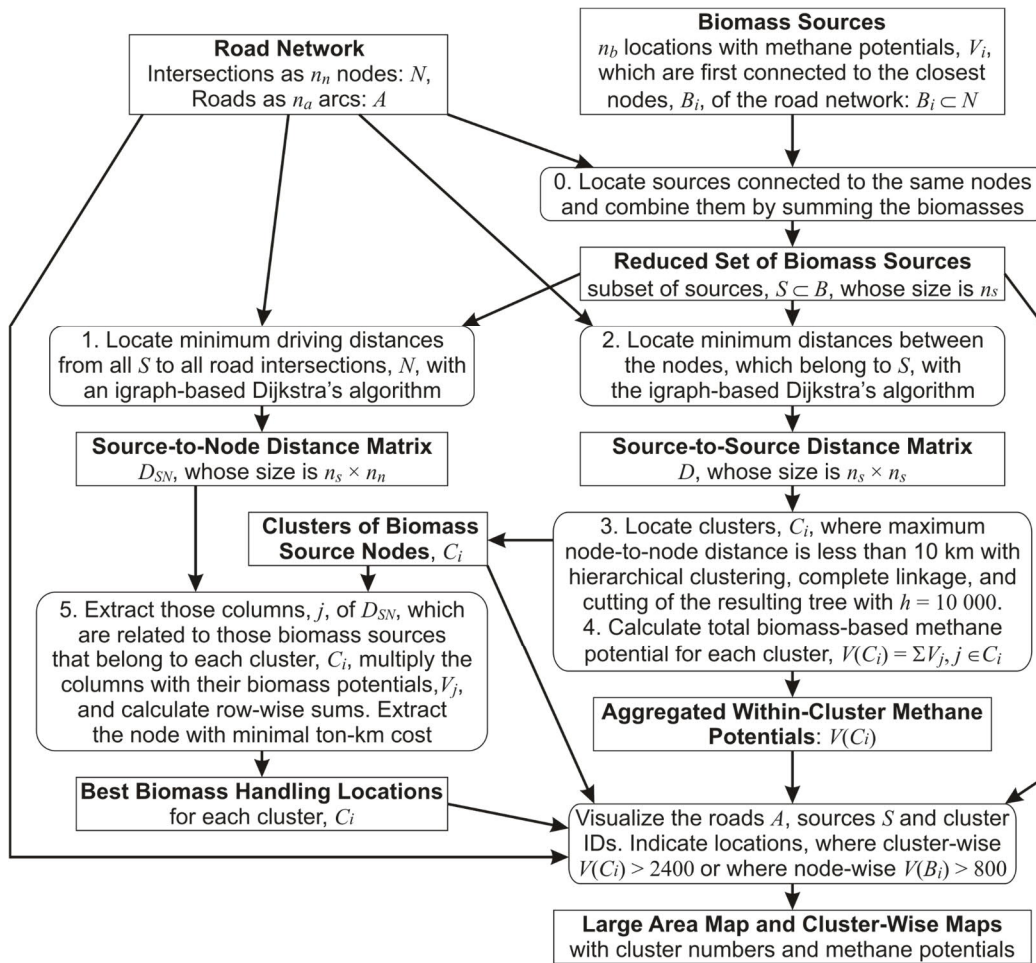 Road Network
Intersections as nn nodes: N,
Roads as na arcs: A
Biomass Sources
nb locations with methane potentials, Vi,
which are first connected to the closest
nodes, Bi, of the road network: Bi ⊂ N
0. Locate sources connected to the same nodes
and combine them by summing the biomasses
Reduced Set of Biomass Sources
subset of sources, S ⊂ B, whose size is ns
1. Locate minimum driving distances
from all S to all road intersections, N, with
an igraph-based Dijkstra's algorithm
2. Locate minimum distances between
the nodes, which belong to S, with
the igraph-based Dijkstra's algorithm
Source-to-Node Distance Matrix
DSN, whose size is ns × nn
Source-to-Source Distance Matrix
D, whose size is ns × ns
Clusters of Biomass
Source Nodes, Ci
3. Locate clusters, Ci, where maximum
node-to-node distance is less than 10 km with
hierarchical clustering, complete linkage, and
cutting of the resulting tree with h = 10 000.
4. Calculate total biomass-based methane
potential for each cluster, V(Ci) = ΣVj, j ∈ Ci
5. Extract those columns, j, of DSN, which
are related to those biomass sources
that belong to each cluster, Ci, multiply the
columns with their biomass potentials, Vj,
and calculate row-wise sums. Extract
the node with minimal ton-km cost
Aggregated Within-Cluster Methane
Potentials: V(Ci)
Best Biomass Handling Locations
for each cluster, Ci
Visualize the roads A, sources S and cluster
IDs. Indicate locations, where cluster-wise
V(Ci) > 2400 or where node-wise V(Bi) > 800
Large Area Map and Cluster-Wise Maps
with cluster numbers and methane potentials